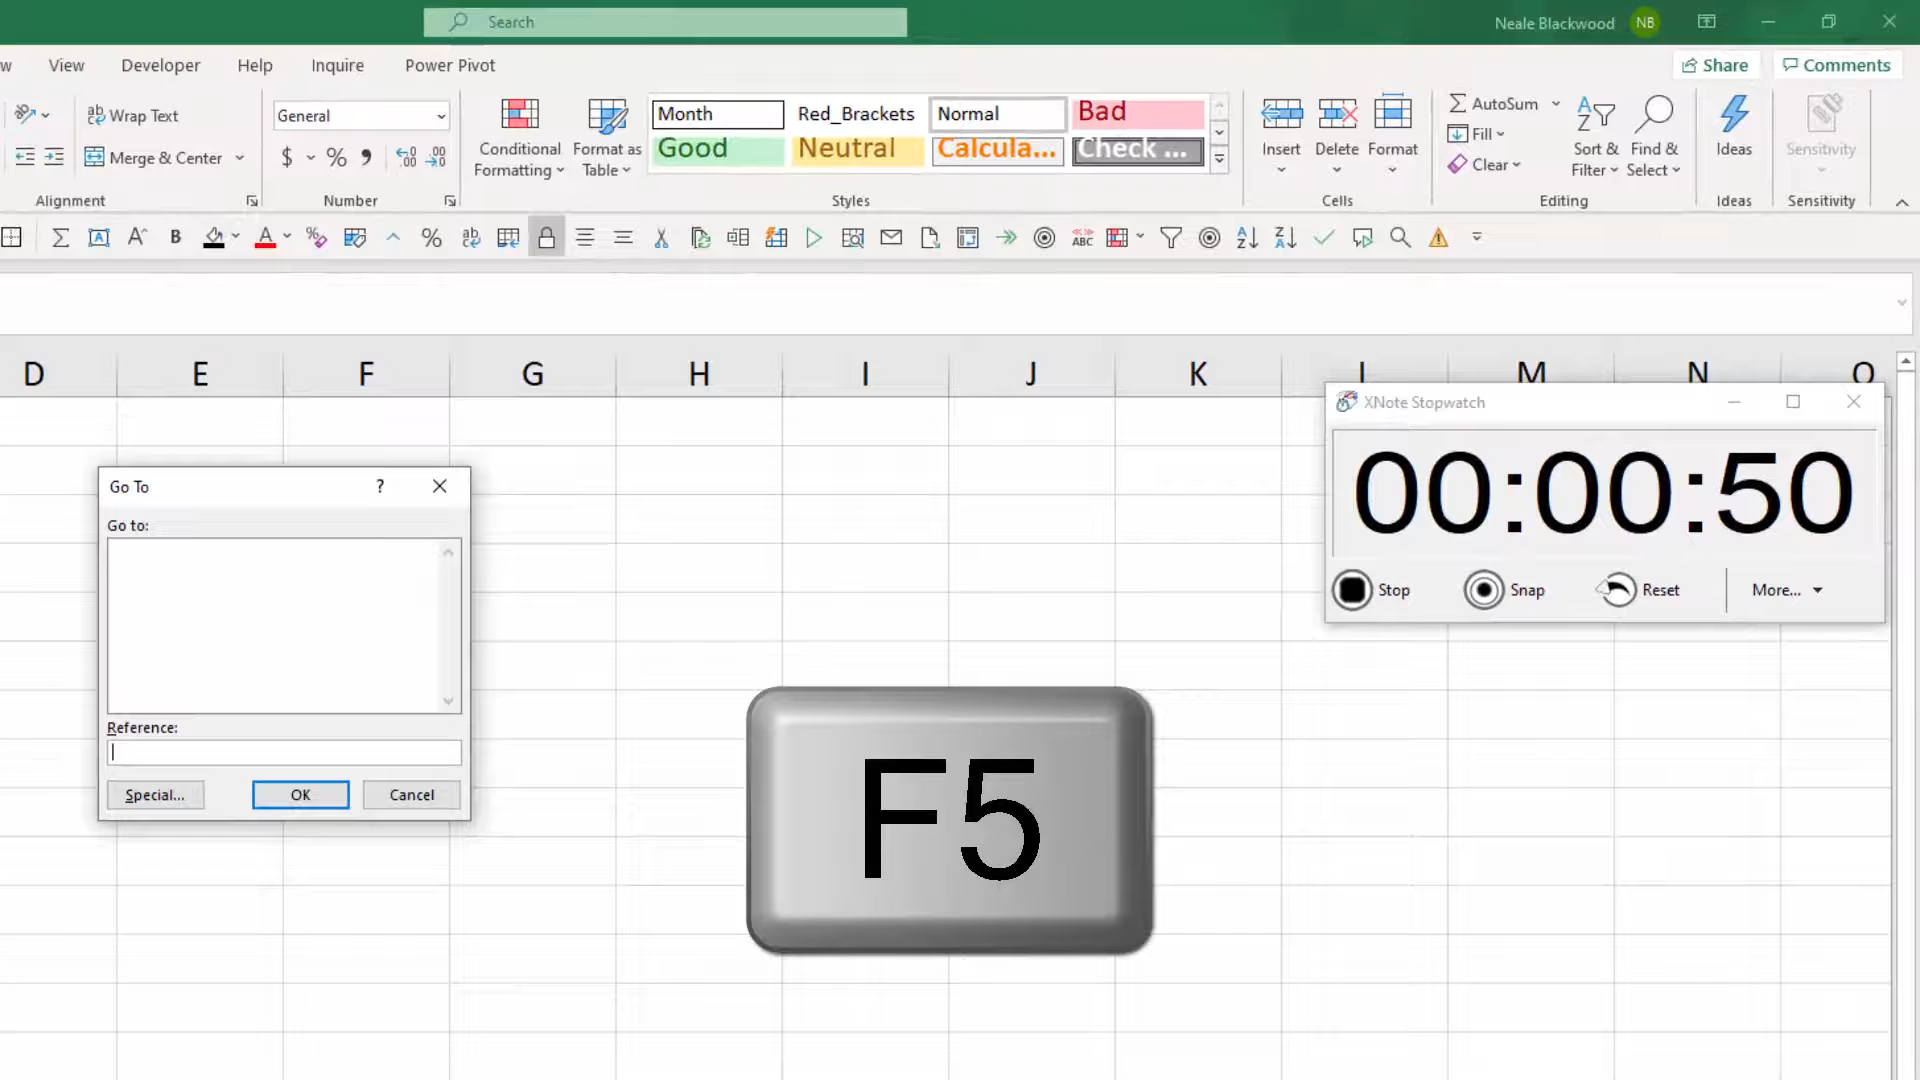 Search
Neale Blackwood NB
w View Developer Help Inquire Power Pivot
Share Comments
Wrap Text
Merge & Center
Alignment
General
$ % 9
Number
Conditional
Formatting
Format as
Table
Month Red_Brackets Normal Bad
Good Neutral Calcula... Check ...
Styles
Insert Delete Format
Cells
AutoSum
Fill
Clear
Sort &
Filter
Find &
Select
Editing
Ideas
Ideas
Sensitivity
Sensitivity
D E F G H I J K L M N O
XNote Stopwatch
00:00:50
Stop Snap Reset More...
Go To ?
Go to:
Reference:
Special... OK Cancel
F5